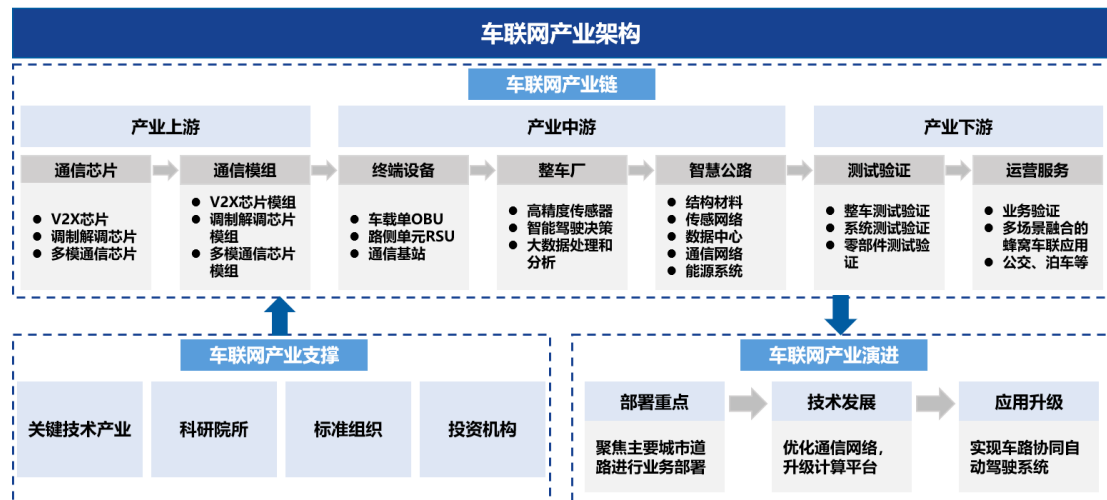 车联网产业架构
车联网产业链
产业上游
产业中游
产业下游
通信芯片
V2X芯片
调制解调芯片
多模通信芯片
通信模组
V2X芯片模组
调制解调芯片
模组
多模通信芯片
模组
终端设备
车载单OBU
路侧单元RSU
通信基站
整车厂
高精度传感器
智能驾驶决策
大数据处理和
分析
智慧公路
结构材料
传感网络
数据中心
通信网络
能源系统
测试验证
整车测试验证
系统测试验证
零部件测试验
证
运营服务
业务验证
多场景融合的
蜂窝车联应用
公交、泊车等
车联网产业支撑
关键技术产业
科研院所
标准组织
投资机构
车联网产业演进
部署重点
聚焦主要城市道
路进行业务部署
技术发展
优化通信网络，
升级计算平台
应用升级
实现车路协同自
动驾驶系统